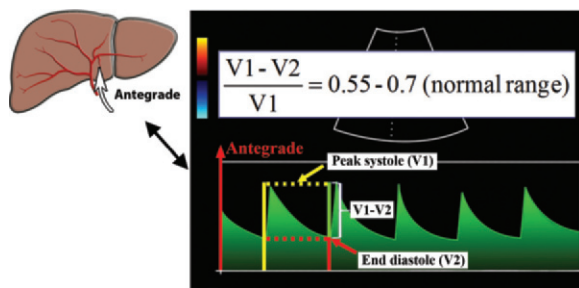 Antegrade
V1 - V2
V1
= 0.55 - 0.7 (normal range)
Antegrade
Peak systole (V1)
V1-V2
End diastole (V2)